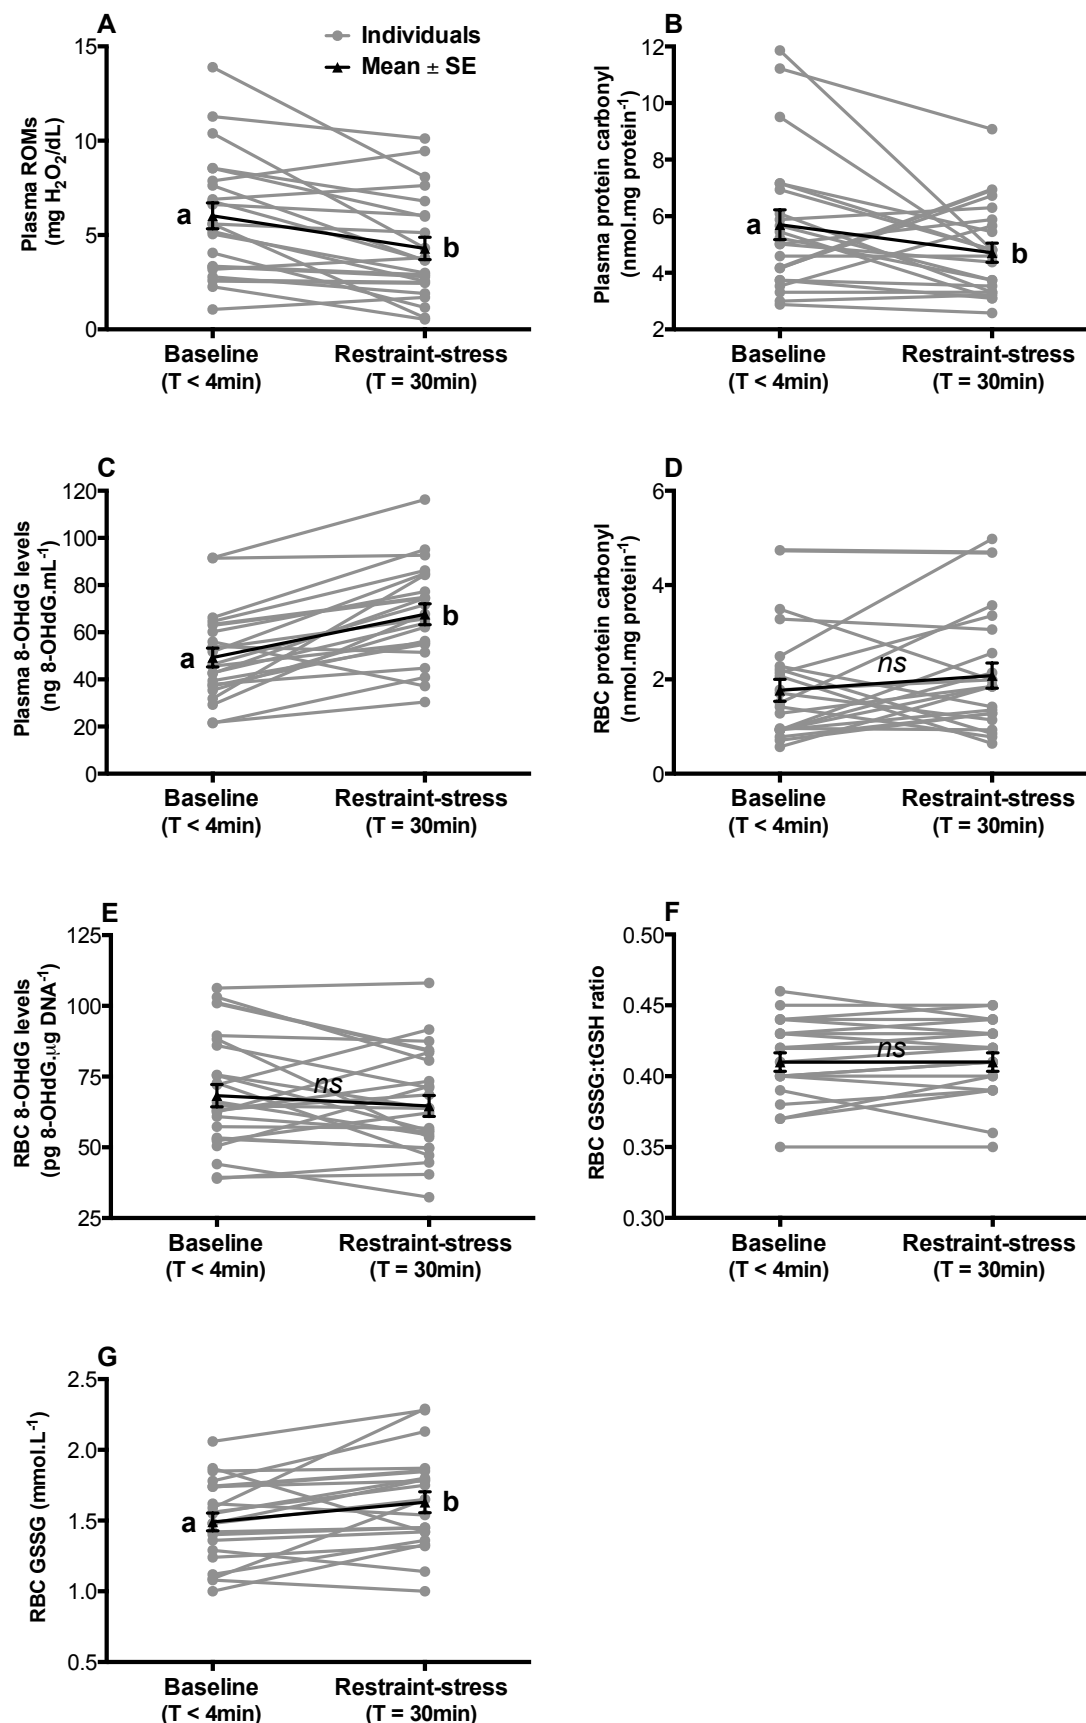 A
Individuals
Mean ± SE
Plasma ROMs
(mg H₂O₂/dL)
15
10
5
0
a
b
Baseline
(T < 4min)
Restraint-stress
(T = 30min)
B
Plasma protein carbonyl
(nmol.mg protein⁻¹)
12
10
8
6
4
2
a
b
Baseline
(T < 4min)
Restraint-stress
(T = 30min)
C
Plasma 8-OHdG levels
(ng 8-OHdG.mL⁻¹)
120
100
80
60
40
20
0
a
b
Baseline
(T < 4min)
Restraint-stress
(T = 30min)
D
RBC protein carbonyl
(nmol.mg protein⁻¹)
6
4
2
0
ns
Baseline
(T < 4min)
Restraint-stress
(T = 30min)
E
RBC 8-OHdG levels
(pg 8-OHdG.µg DNA⁻¹)
125
100
75
50
25
ns
Baseline
(T < 4min)
Restraint-stress
(T = 30min)
F
RBC GSSG:tGSH ratio
0.50
0.45
0.40
0.35
0.30
ns
Baseline
(T < 4min)
Restraint-stress
(T = 30min)
G
RBC GSSG (mmol.L⁻¹)
2.5
2.0
1.5
1.0
0.5
a
b
Baseline
(T < 4min)
Restraint-stress
(T = 30min)